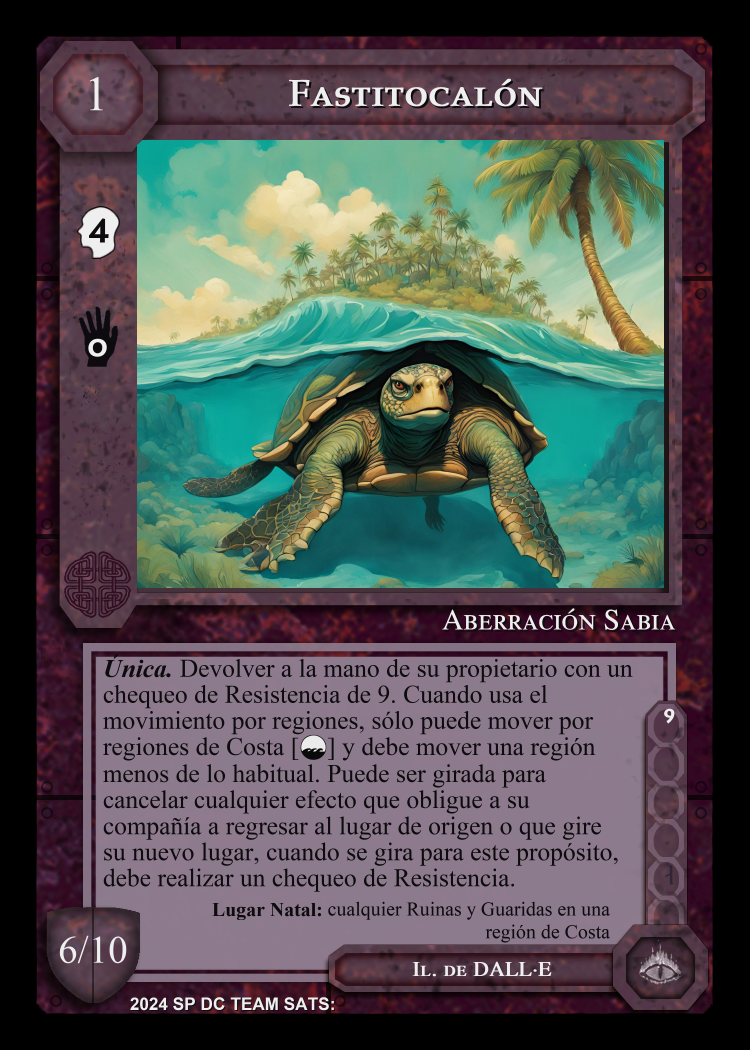 1
Fastitocalón
4
0
Aberración Sabia
Única. Devolver a la mano de su propietario con un
chequeo de Resistencia de 9. Cuando usa el
movimiento por regiones, sólo puede mover por
regiones de Costa [ ] y debe mover una región
menos de lo habitual. Puede ser girada para
cancelar cualquier efecto que obligue a su
compañía a regresar al lugar de origen o que gire
su nuevo lugar, cuando se gira para este propósito,
debe realizar un chequeo de Resistencia.
9
Lugar Natal: cualquier Ruinas y Guaridas en una
región de Costa
6/10
Il. de DALL·E
2024 SP DC TEAM SATS: